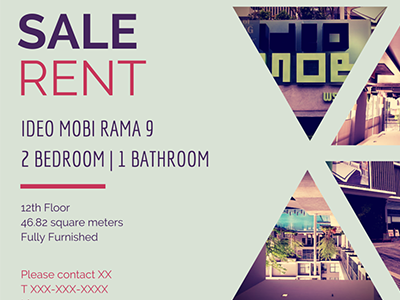 SALE
RENT
IDEO MOBI RAMA 9
2 BEDROOM | 1 BATHROOM
12th Floor
46.82 square meters
Fully Furnished
Please contact XX
T XXX-XXX-XXXX